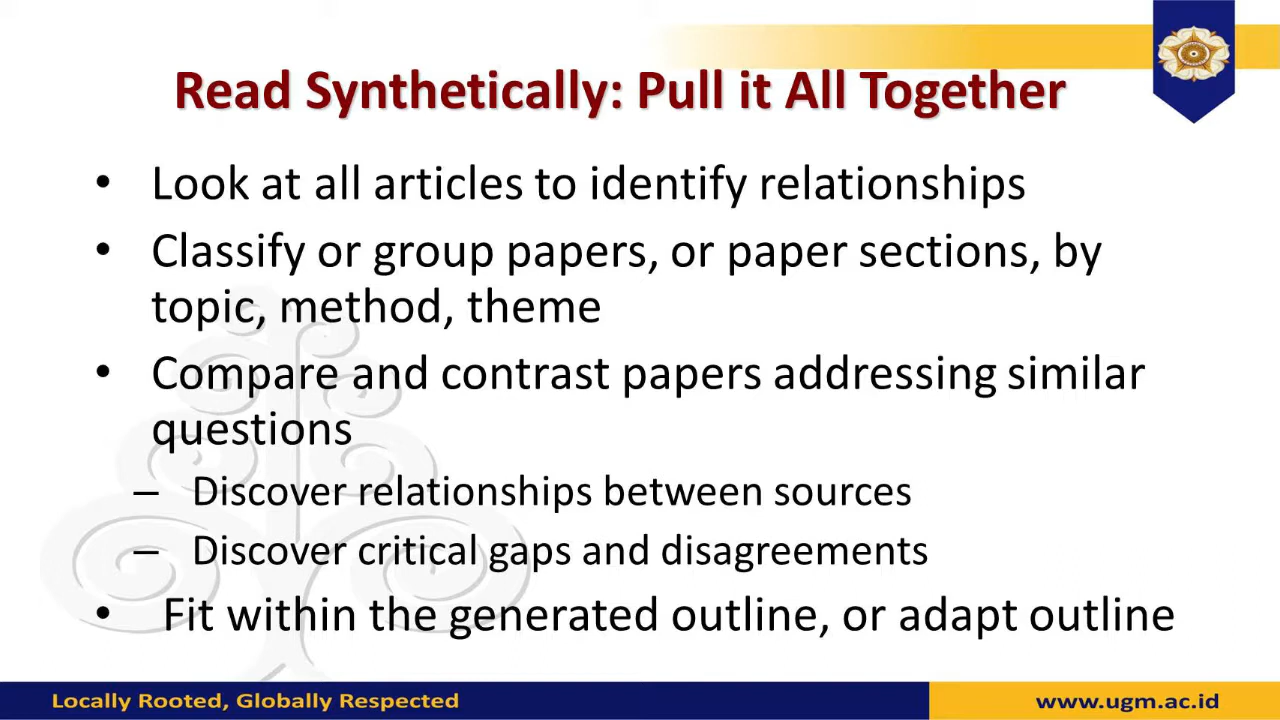 Read Synthetically: Pull it All Together
• Look at all articles to identify relationships
• Classify or group papers, or paper sections, by
topic, method, theme
• Compare and contrast papers addressing similar
questions
– Discover relationships between sources
– Discover critical gaps and disagreements
• Fit within the generated outline, or adapt outline
Locally Rooted, Globally Respected
www.ugm.ac.id